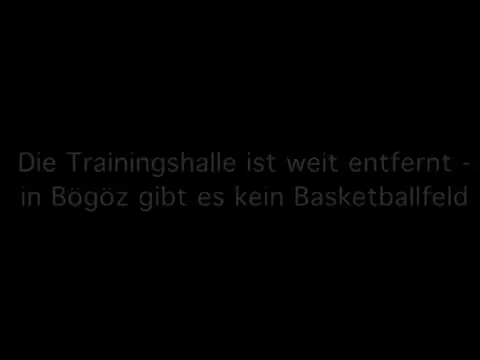 Die Trainingshalle ist weit entfernt -
in Bögöz gibt es kein Basketballfeld